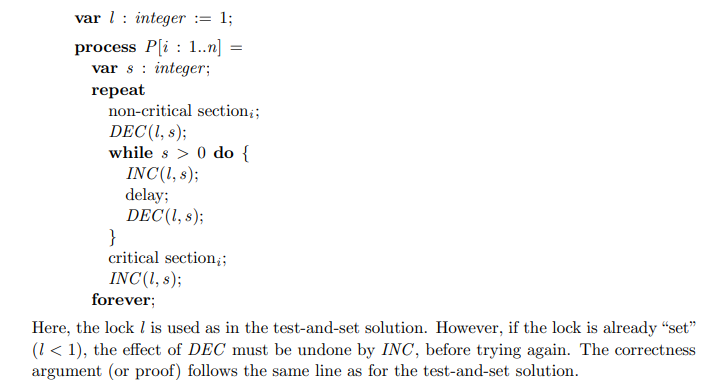 var l : integer := 1;
process P[i : 1..n] =
var s : integer;
repeat
non-critical sectioni;
DEC(l, s);
while s > 0 do {
INC(l, s);
delay;
DEC(l, s);
}
critical sectioni;
INC(l, s);
forever;
Here, the lock l is used as in the test-and-set solution. However, if the lock is already “set”
(l < 1), the effect of DEC must be undone by INC, before trying again. The correctness
argument (or proof) follows the same line as for the test-and-set solution.